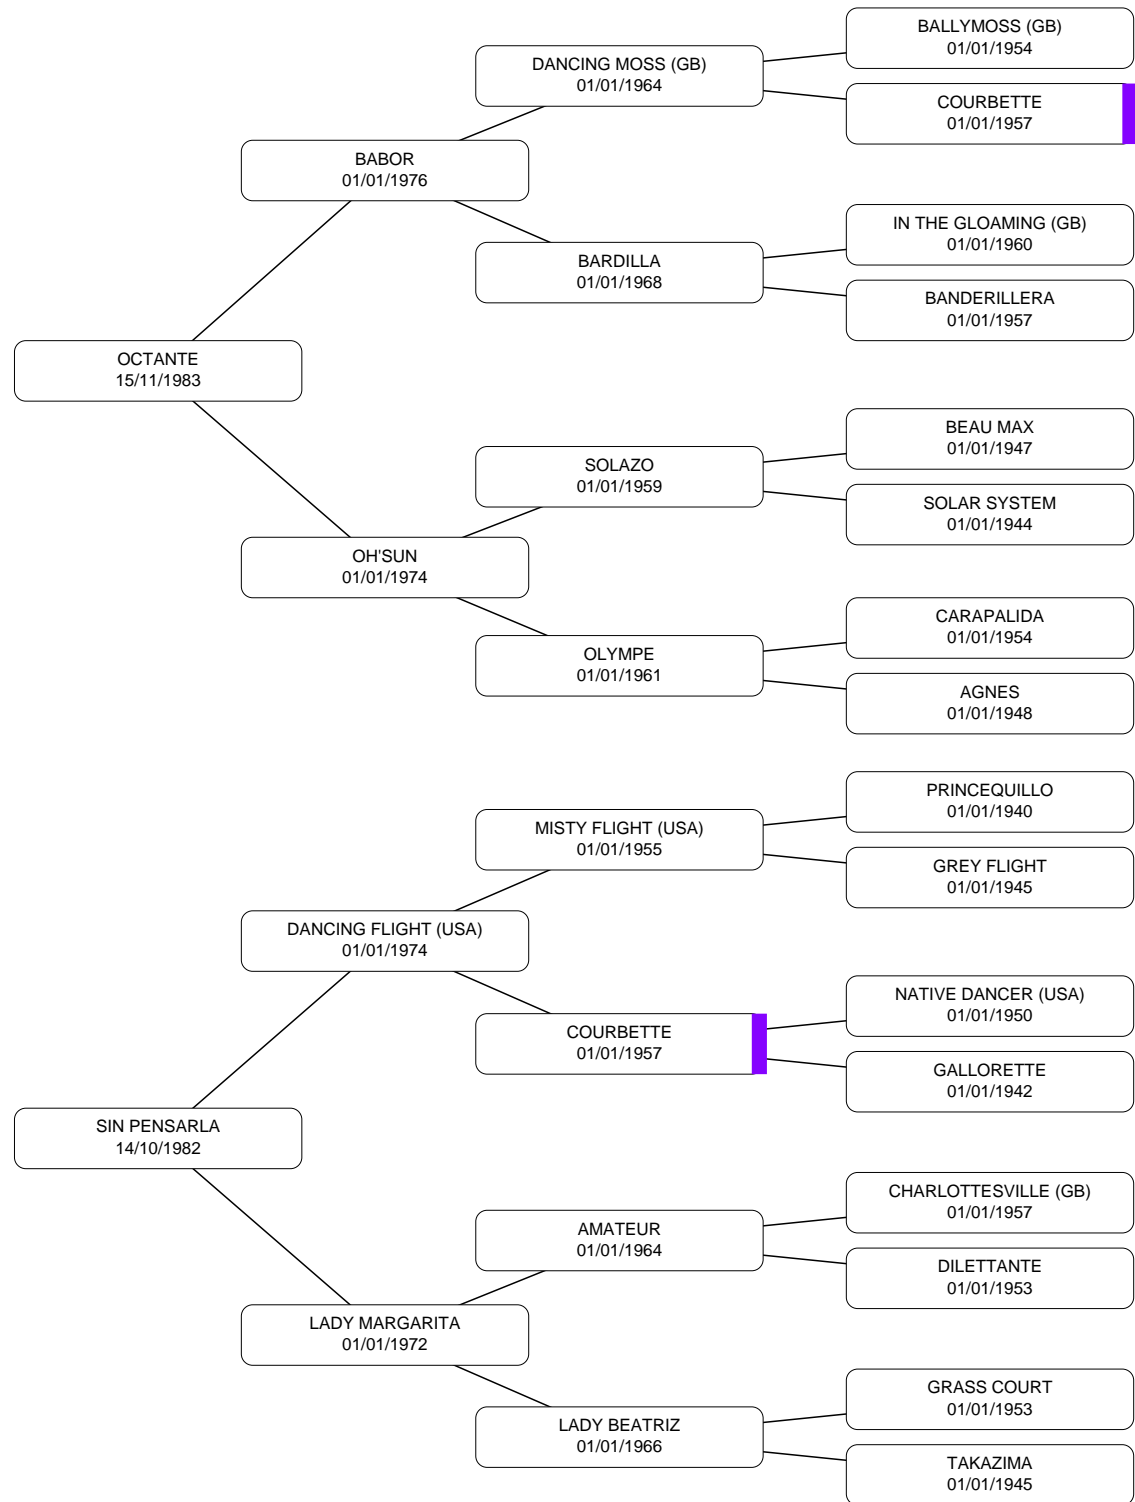 BALLYMOSS (GB)
01/01/1954
DANCING MOSS (GB)
01/01/1964
COURBETTE
01/01/1957
BABOR
01/01/1976
IN THE GLOAMING (GB)
01/01/1960
BARDILLA
01/01/1968
BANDERILLERA
01/01/1957
OCTANTE
15/11/1983
BEAU MAX
01/01/1947
SOLAZO
01/01/1959
SOLAR SYSTEM
01/01/1944
OH'SUN
01/01/1974
CARAPALIDA
01/01/1954
OLYMPE
01/01/1961
AGNES
01/01/1948
PRINCEQUILLO
01/01/1940
MISTY FLIGHT (USA)
01/01/1955
GREY FLIGHT
01/01/1945
DANCING FLIGHT (USA)
01/01/1974
NATIVE DANCER (USA)
01/01/1950
COURBETTE
01/01/1957
GALLORETTE
01/01/1942
SIN PENSARLA
14/10/1982
CHARLOTTESVILLE (GB)
01/01/1957
AMATEUR
01/01/1964
DILETTANTE
01/01/1953
LADY MARGARITA
01/01/1972
GRASS COURT
01/01/1953
LADY BEATRIZ
01/01/1966
TAKAZIMA
01/01/1945